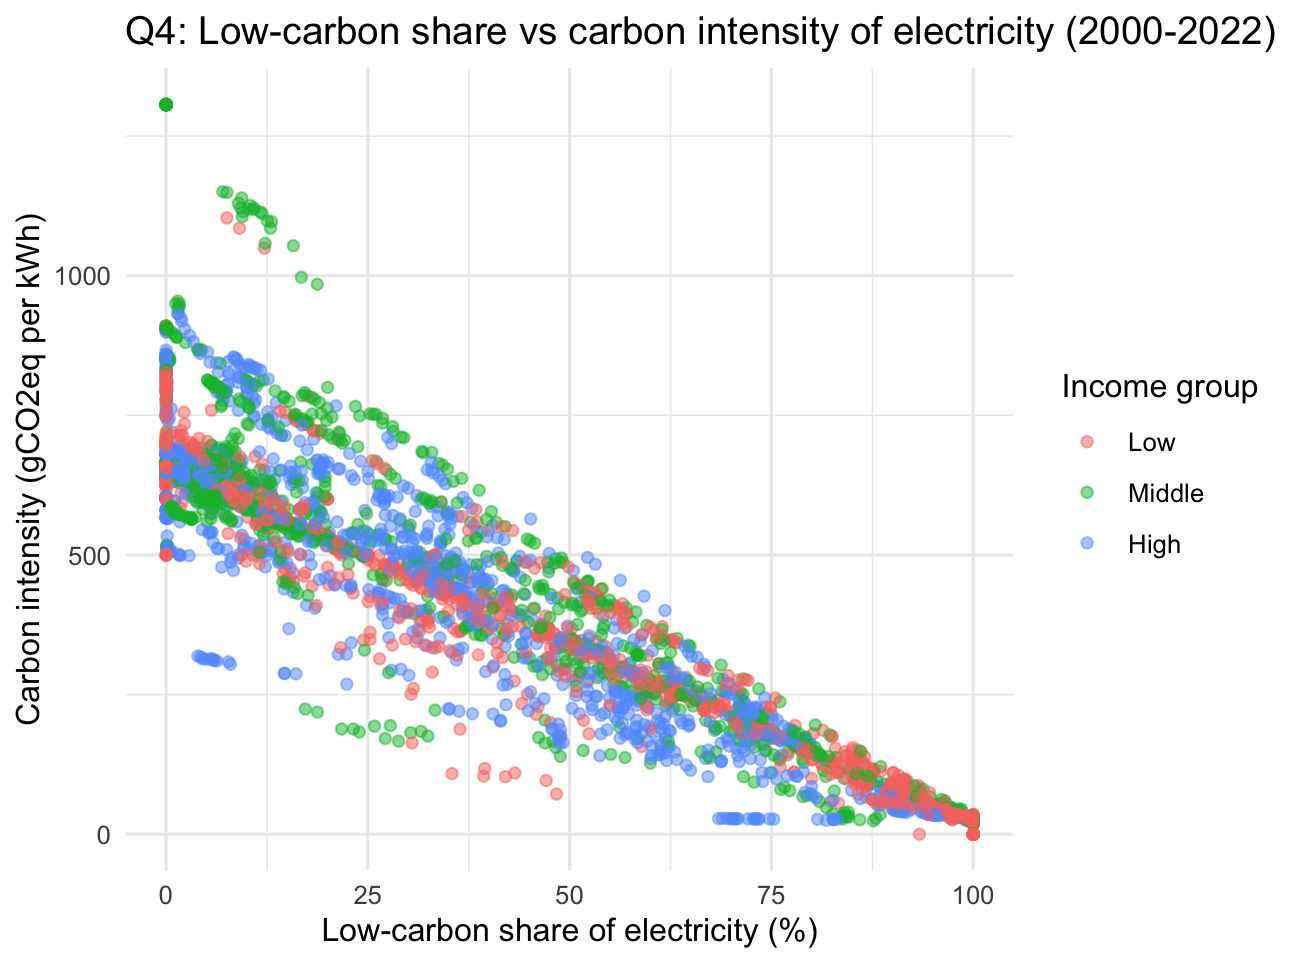 Q4: Low-carbon share vs carbon intensity of electricity (2000-2022)
Carbon intensity (gCO2eq per kWh)
1000
500
0
0 25 50 75 100
Low-carbon share of electricity (%)
Income group
Low
Middle
High